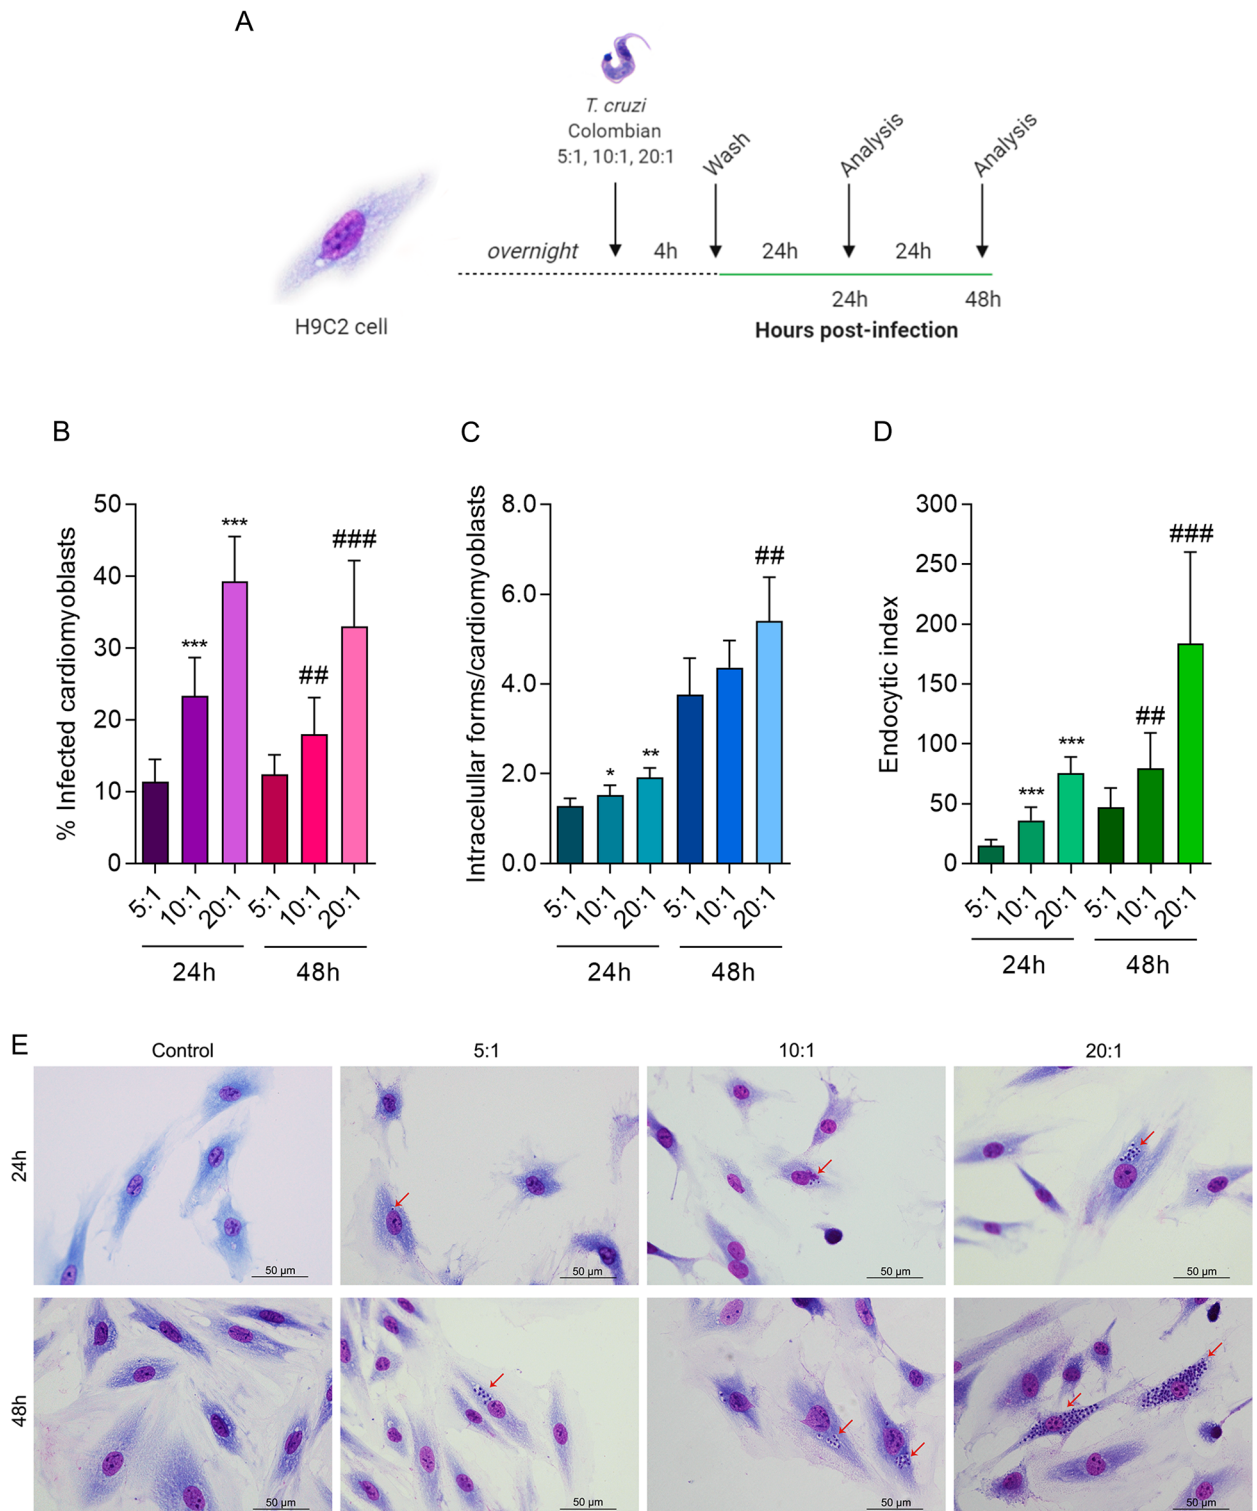 A
T. cruzi
Colombian
5:1, 10:1, 20:1
Wash
Analysis
Analysis
overnight
4h
24h
24h
24h
48h
H9C2 cell
Hours post-infection
B
% Infected cardiomyoblasts
50
40
30
20
10
0
***
***
##
###
5:1
10:1
20:1
5:1
10:1
20:1
24h
48h
C
Intracelullar forms/cardiomyoblasts
8.0
6.0
4.0
2.0
0.0
*
**
##
5:1
10:1
20:1
5:1
10:1
20:1
24h
48h
D
Endocytic index
300
250
200
150
100
50
0
***
***
##
###
5:1
10:1
20:1
5:1
10:1
20:1
24h
48h
E
Control
5:1
10:1
20:1
24h
50 µm
50 µm
50 µm
50 µm
48h
50 µm
50 µm
50 µm
50 µm